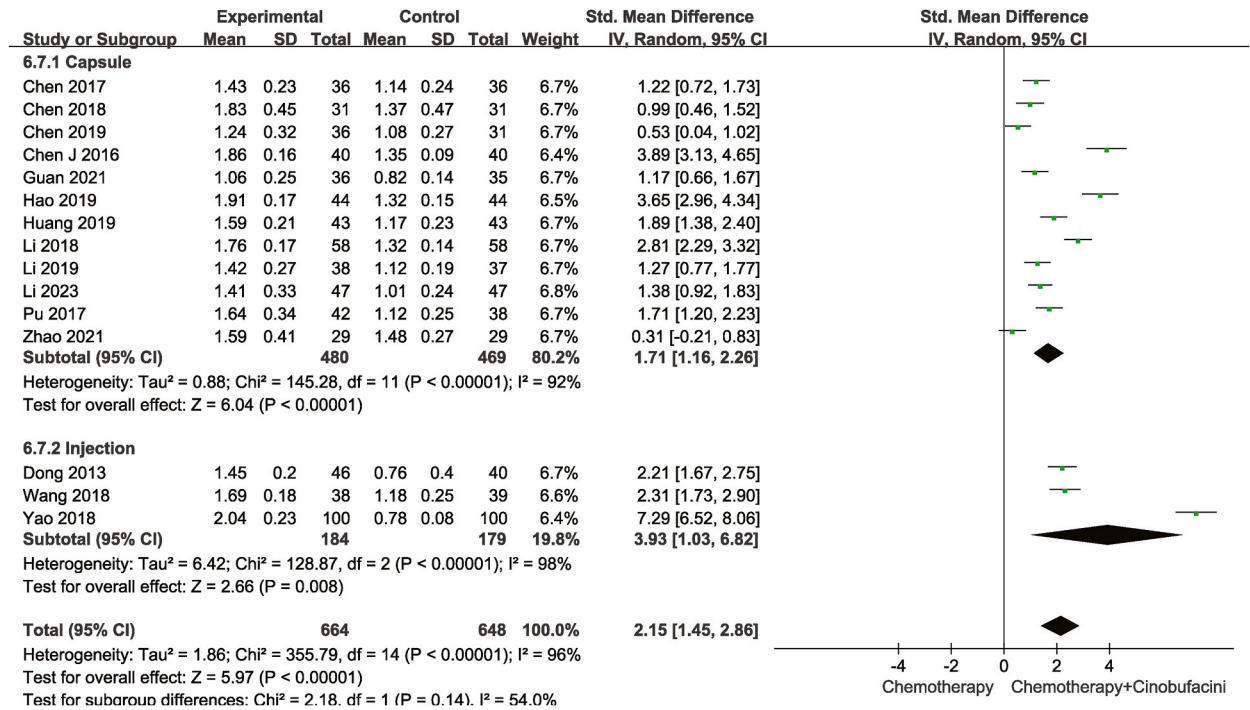 Experimental Control Std. Mean Difference Std. Mean Difference
Study or Subgroup Mean SD Total Mean SD Total Weight IV, Random, 95% CI IV, Random, 95% CI
6.7.1 Capsule
Chen 2017 1.43 0.23 36 1.14 0.24 36 6.7% 1.22 [0.72, 1.73]
Chen 2018 1.83 0.45 31 1.37 0.47 31 6.7% 0.99 [0.46, 1.52]
Chen 2019 1.24 0.32 36 1.08 0.27 31 6.7% 0.53 [0.04, 1.02]
Chen J 2016 1.86 0.16 40 1.35 0.09 40 6.4% 3.89 [3.13, 4.65]
Guan 2021 1.06 0.25 36 0.82 0.14 35 6.7% 1.17 [0.66, 1.67]
Hao 2019 1.91 0.17 44 1.32 0.15 44 6.5% 3.65 [2.96, 4.34]
Huang 2019 1.59 0.21 43 1.17 0.23 43 6.7% 1.89 [1.38, 2.40]
Li 2018 1.76 0.17 58 1.32 0.14 58 6.7% 2.81 [2.29, 3.32]
Li 2019 1.42 0.27 38 1.12 0.19 37 6.7% 1.27 [0.77, 1.77]
Li 2023 1.41 0.33 47 1.01 0.24 47 6.8% 1.38 [0.92, 1.83]
Pu 2017 1.64 0.34 42 1.12 0.25 38 6.7% 1.71 [1.20, 2.23]
Zhao 2021 1.59 0.41 29 1.48 0.27 29 6.7% 0.31 [-0.21, 0.83]
Subtotal (95% CI) 480 469 80.2% 1.71 [1.16, 2.26]
Heterogeneity: Tau² = 0.88; Chi² = 145.28, df = 11 (P < 0.00001); I² = 92%
Test for overall effect: Z = 6.04 (P < 0.00001)
6.7.2 Injection
Dong 2013 1.45 0.2 46 0.76 0.4 40 6.7% 2.21 [1.67, 2.75]
Wang 2018 1.69 0.18 38 1.18 0.25 39 6.6% 2.31 [1.73, 2.90]
Yao 2018 2.04 0.23 100 0.78 0.08 100 6.4% 7.29 [6.52, 8.06]
Subtotal (95% CI) 184 179 19.8% 3.93 [1.03, 6.82]
Heterogeneity: Tau² = 6.42; Chi² = 128.87, df = 2 (P < 0.00001); I² = 98%
Test for overall effect: Z = 2.66 (P = 0.008)
Total (95% CI) 664 648 100.0% 2.15 [1.45, 2.86]
Heterogeneity: Tau² = 1.86; Chi² = 355.79, df = 14 (P < 0.00001); I² = 96%
Test for overall effect: Z = 5.97 (P < 0.00001)
Test for subgroup differences: Chi² = 2.18, df = 1 (P = 0.14), I² = 54.0%
-4 -2 0 2 4
Chemotherapy Chemotherapy+Cinobufacini